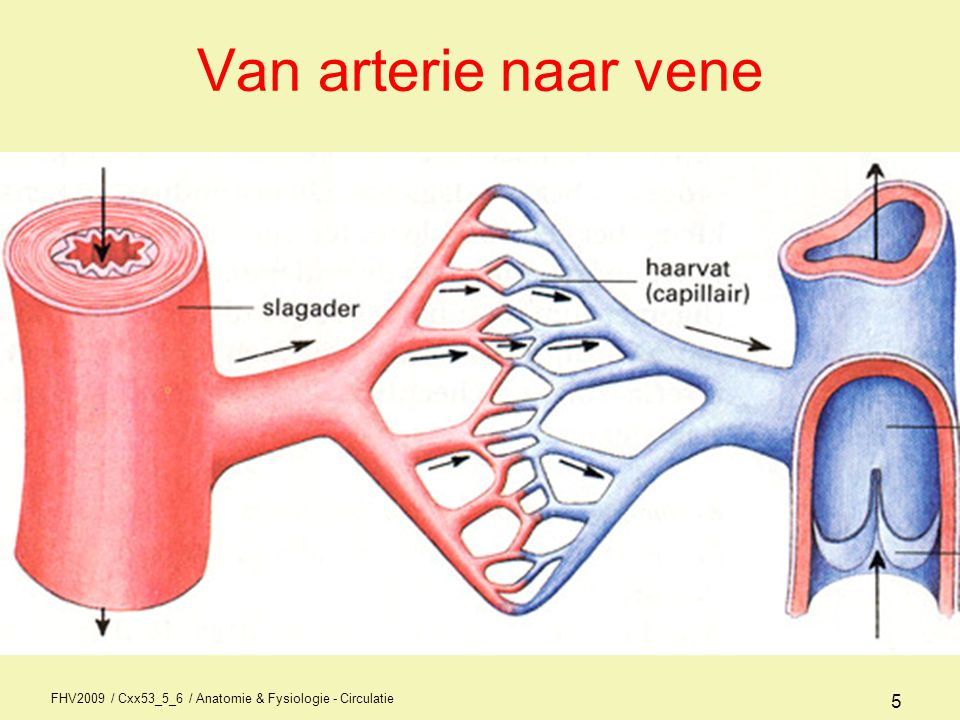 Van arterie naar vene
slagader
haarvat
(capillair)
FHV2009 / Cxx53_5_6 / Anatomie & Fysiologie - Circulatie
5